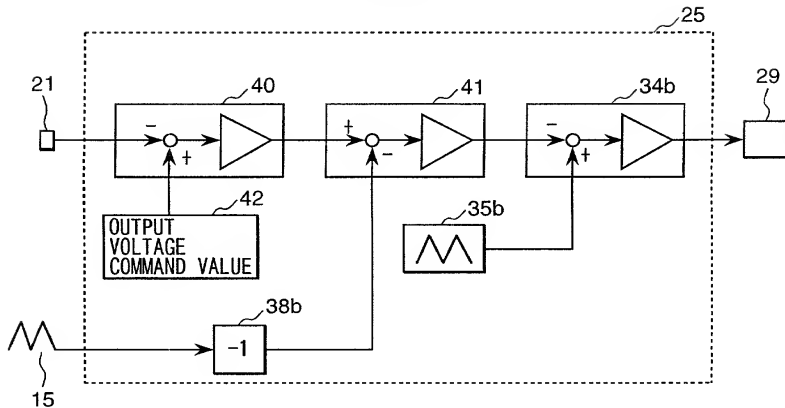 25
21
40
41
34b
29
-
+
+
-
-
+
42
35b
OUTPUT
VOLTAGE
COMMAND VALUE
38b
-1
15